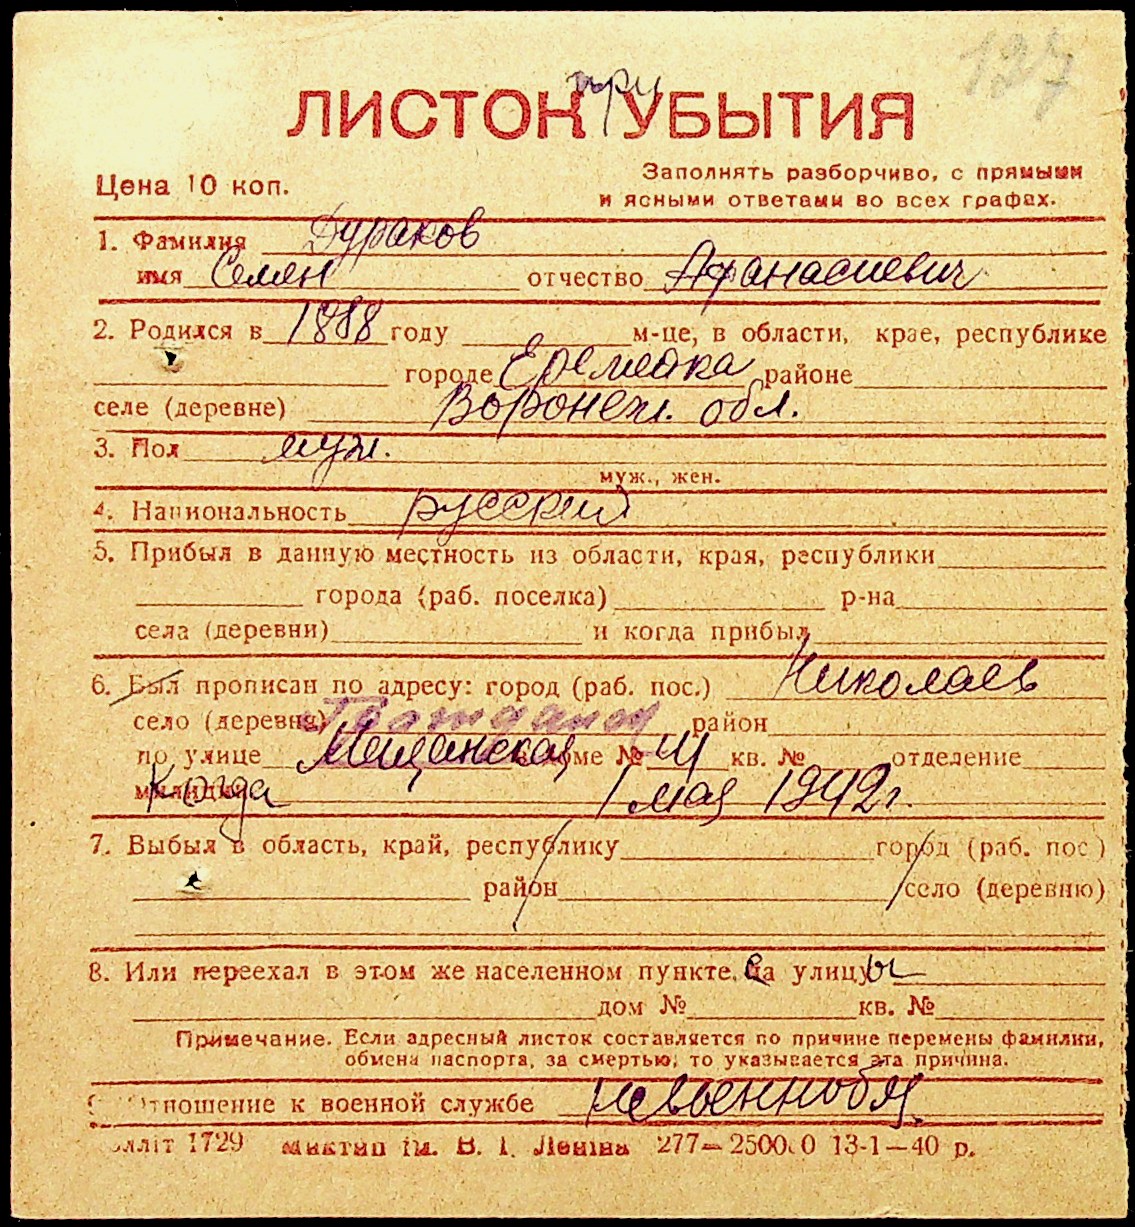 137
ЛИСТОК при УБЫТИЯ
Цена 10 коп.
Заполнять разборчиво, с прямыми
и ясными ответами во всех графах.
1. Фамилия Дураков
имя Семен отчество Афанасиевич
2. Родился в 1888 году м-це, в области, крае, республике
городе районе
селе (деревне) Воронеж. обл.
3. Пол муж.
муж., жен.
4. Национальность русский
5. Прибыл в данную местность из области, края, республики
города (раб. поселка) р-на
села (деревни) и когда прибыл
6. Был прописан по адресу: город (раб. пос.) Николаев
село (деревня) район
по улице Мещанская доме № кв. № отделение
милиции Когда 1 мая 1942 г.
7. Выбыл в область, край, республику город (раб. пос)
район село (деревню)
8. Или переехал в этом же населенном пункте, с на улицу ы
дом № кв. №
Примечание. Если адресный листок составляется по причине перемены фамилии,
обмена паспорта, за смертью, то указывается эта причина.
Отношение к военной службе невоеннооб.
1729 ім. В. І. Леніна 277—25000 13-1—40 р.